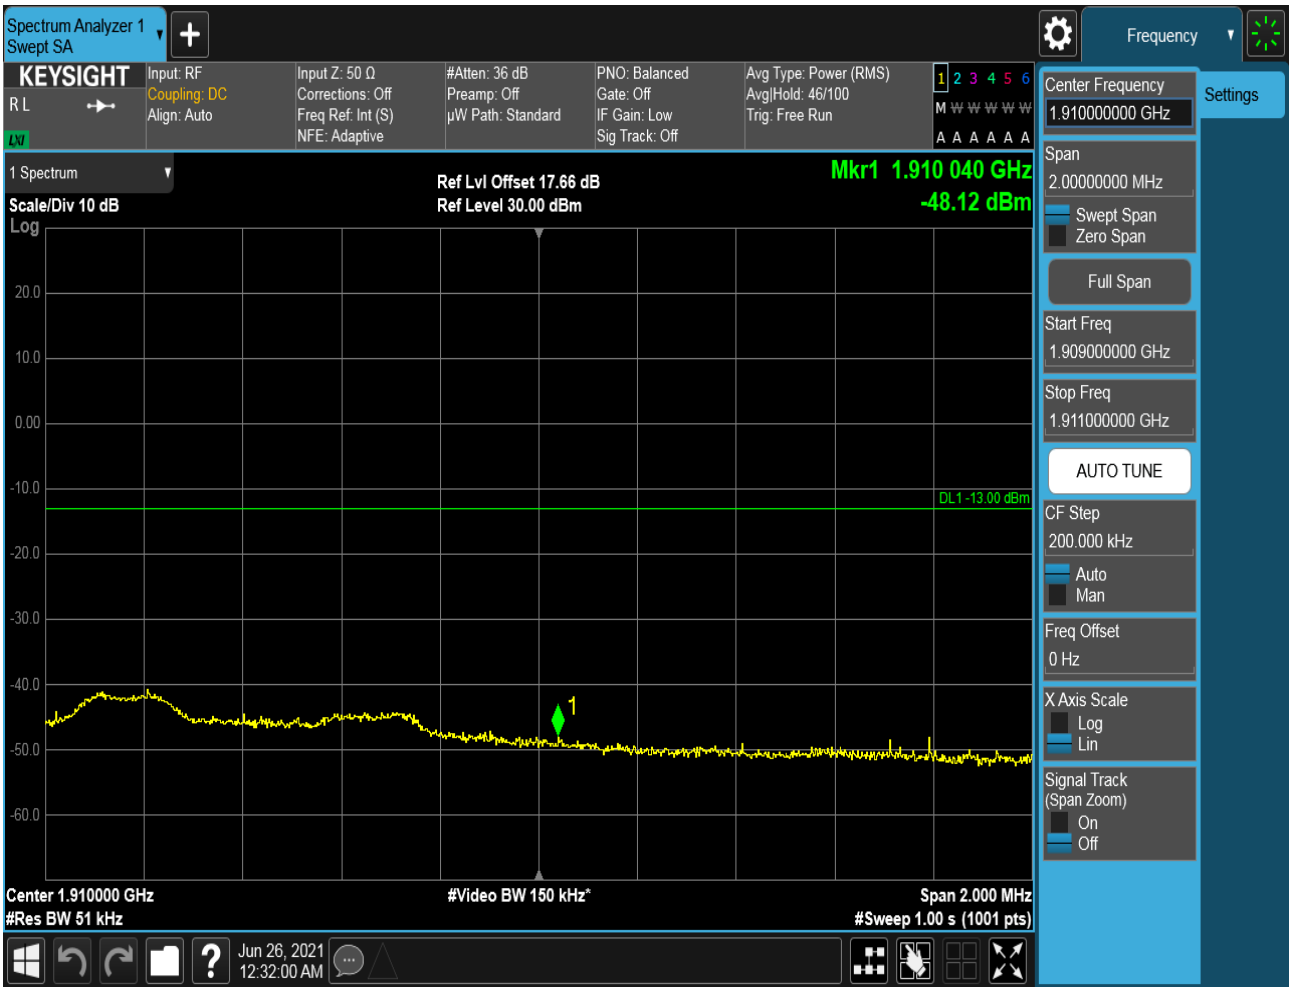 Spectrum Analyzer 1
Swept SA
Frequency
KEYSIGHT
R L
LXI
Input: RF
Coupling: DC
Align: Auto
Input Z: 50 Ω
Corrections: Off
Freq Ref: Int (S)
NFE: Adaptive
#Atten: 36 dB
Preamp: Off
µW Path: Standard
PNO: Balanced
Gate: Off
IF Gain: Low
Sig Track: Off
Avg Type: Power (RMS)
Avg|Hold: 46/100
Trig: Free Run
1 2 3 4 5 6
M W W W W W
A A A A A A
1 Spectrum
Scale/Div 10 dB
Log
Ref Lvl Offset 17.66 dB
Ref Level 30.00 dBm
Mkr1 1.910 040 GHz
-48.12 dBm
20.0
10.0
0.00
-10.0
DL1 -13.00 dBm
-20.0
-30.0
-40.0
1
-50.0
-60.0
Center 1.910000 GHz
#Res BW 51 kHz
#Video BW 150 kHz*
Span 2.000 MHz
#Sweep 1.00 s (1001 pts)
Center Frequency
1.910000000 GHz
Settings
Span
2.00000000 MHz
Swept Span
Zero Span
Full Span
Start Freq
1.909000000 GHz
Stop Freq
1.911000000 GHz
AUTO TUNE
CF Step
200.000 kHz
Auto
Man
Freq Offset
0 Hz
X Axis Scale
Log
Lin
Signal Track
(Span Zoom)
On
Off
?
Jun 26, 2021
12:32:00 AM